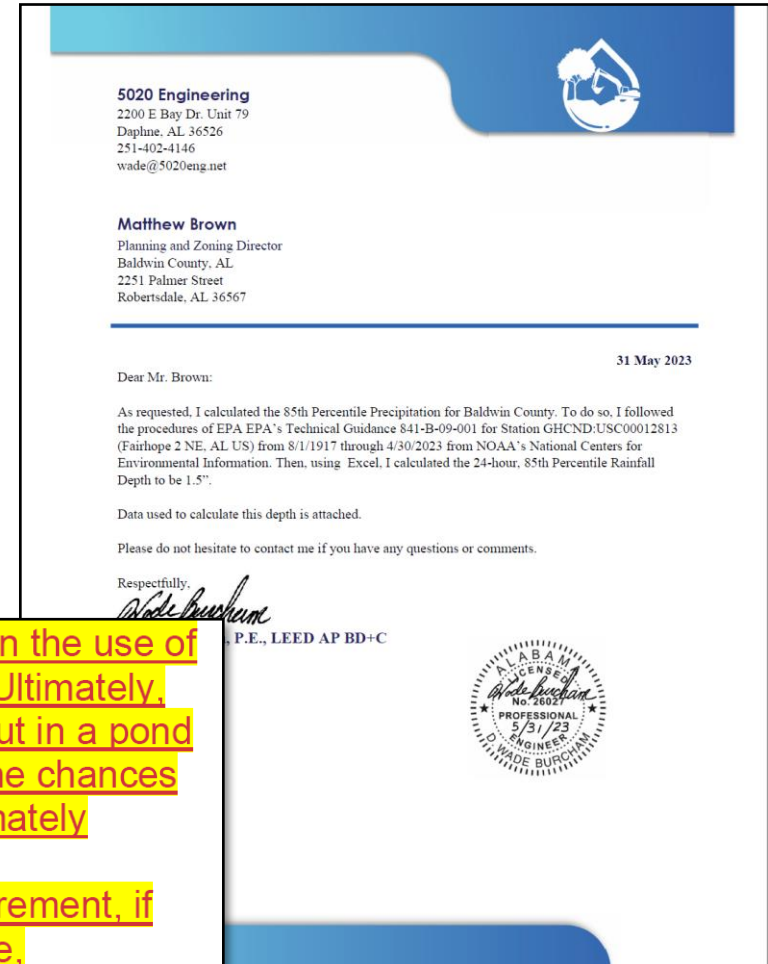 5020 Engineering
2200 E Bay Dr. Unit 79
Daphne, AL 36526
251-402-4146
wade@5020eng.net
Matthew Brown
Planning and Zoning Director
Baldwin County, AL
2251 Palmer Street
Robertsdale, AL 36567
31 May 2023
Dear Mr. Brown:
As requested, I calculated the 85th Percentile Precipitation for Baldwin County. To do so, I followed
the procedures of EPA EPA's Technical Guidance 841-B-09-001 for Station GHCND:USC00012813
(Fairhope 2 NE, AL US) from 8/1/1917 through 4/30/2023 from NOAA's National Centers for
Environmental Information. Then, using Excel, I calculated the 24-hour, 85th Percentile Rainfall
Depth to be 1.5".
Data used to calculate this depth is attached.
Please do not hesitate to contact me if you have any questions or comments.
Respectfully,
Wade Burcham
, P.E., LEED AP BD+C
n the use of
Ultimately,
ut in a pond
ne chances
nately
rement, if
e,
ALABAMA
LICENSED
Wade Burcham
No. 26027
PROFESSIONAL
5/31/23
ENGINEER
D. WADE BURCHAM